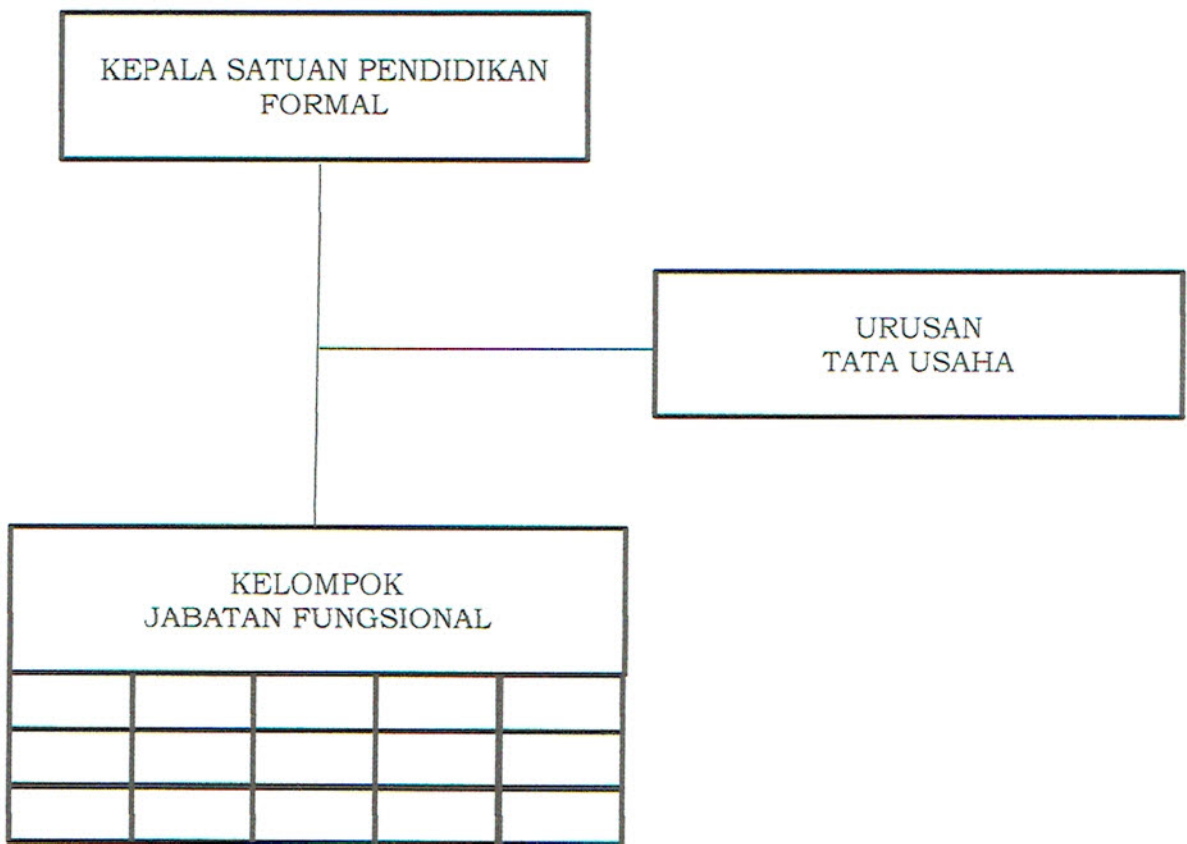 KEPALA SATUAN PENDIDIKAN
FORMAL
URUSAN
TATA USAHA
KELOMPOK
JABATAN FUNGSIONAL